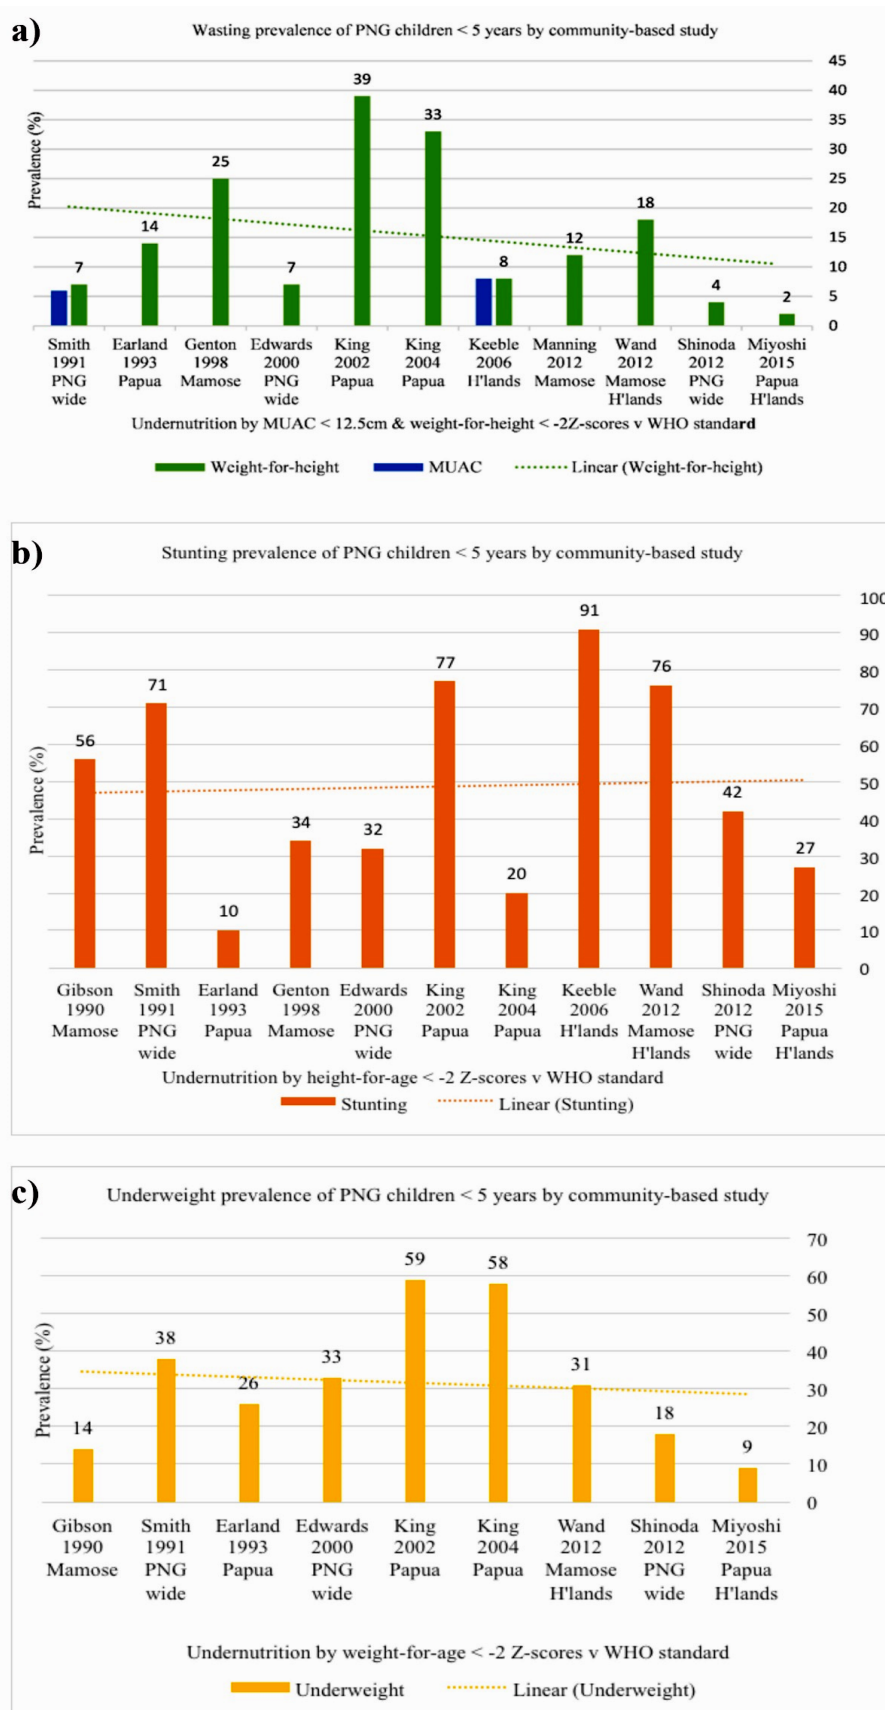 a)
Wasting prevalence of PNG children < 5 years by community-based study
Prevalence (%)
45
40
35
30
25
20
15
10
5
0
7
14
25
7
39
33
8
12
18
4
2
Smith 1991 PNG wide
Earland 1993 Papua
Genton 1998 Mamose
Edwards 2000 PNG wide
King 2002 Papua
King 2004 Papua
Keeble 2006 H'lands
Manning 2012 Mamose
Wand 2012 Mamose H'lands
Shinoda 2012 PNG wide
Miyoshi 2015 Papua H'lands
Undernutrition by MUAC < 12.5cm & weight-for-height < -2Z-scores v WHO standard
Weight-for-height
MUAC
Linear (Weight-for-height)
b)
Stunting prevalence of PNG children < 5 years by community-based study
Prevalence (%)
100
90
80
70
60
50
40
30
20
10
0
56
71
10
34
32
77
20
91
76
42
27
Gibson 1990 Mamose
Smith 1991 PNG wide
Earland 1993 Papua
Genton 1998 Mamose
Edwards 2000 PNG wide
King 2002 Papua
King 2004 Papua
Keeble 2006 H'lands
Wand 2012 Mamose H'lands
Shinoda 2012 PNG wide
Miyoshi 2015 Papua H'lands
Undernutrition by height-for-age < -2 Z-scores v WHO standard
Stunting
Linear (Stunting)
c)
Underweight prevalence of PNG children < 5 years by community-based study
Prevalence (%)
70
60
50
40
30
20
10
0
14
38
26
33
59
58
31
18
9
Gibson 1990 Mamose
Smith 1991 PNG wide
Earland 1993 Papua
Edwards 2000 PNG wide
King 2002 Papua
King 2004 Papua
Wand 2012 Mamose H'lands
Shinoda 2012 PNG wide
Miyoshi 2015 Papua H'lands
Undernutrition by weight-for-age < -2 Z-scores v WHO standard
Underweight
Linear (Underweight)